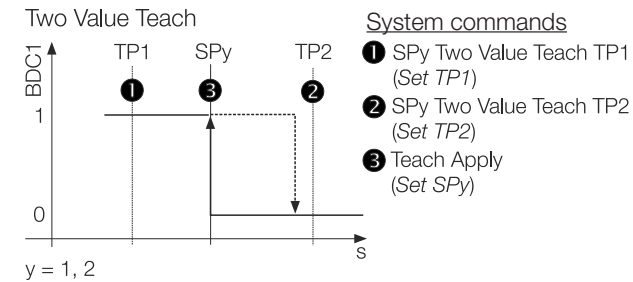 Two Value Teach
System commands
BDC1
TP1 SPy TP2
1 3 2
1
0
s
y = 1, 2
1 SPy Two Value Teach TP1
(Set TP1)
2 SPy Two Value Teach TP2
(Set TP2)
3 Teach Apply
(Set SPy)